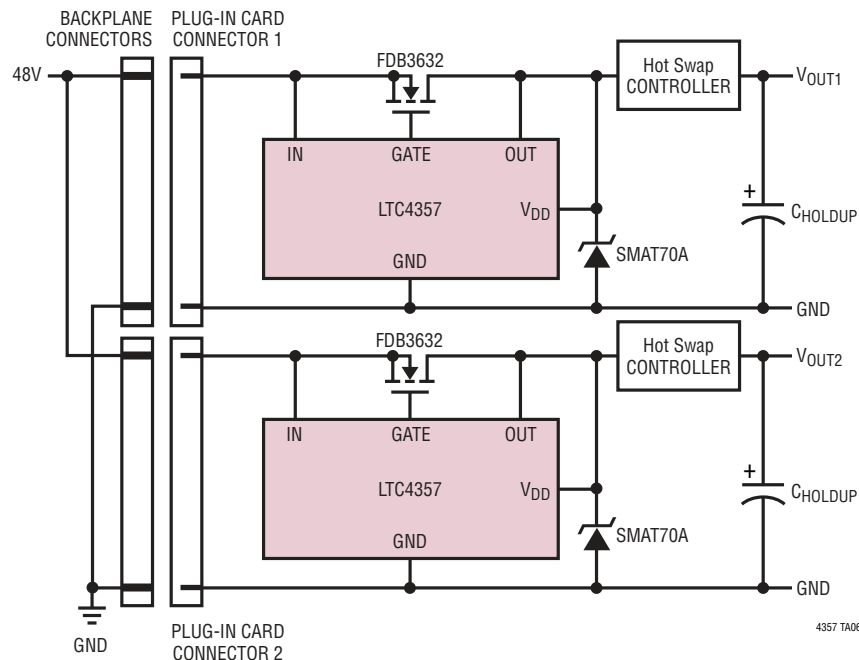 BACKPLANE
CONNECTORS
PLUG-IN CARD
CONNECTOR 1
48V
FDB3632
Hot Swap
CONTROLLER
VOUT1
IN
GATE
OUT
LTC4357
VDD
GND
SMAT70A
+
CHOLDUP
GND
FDB3632
Hot Swap
CONTROLLER
VOUT2
IN
GATE
OUT
LTC4357
VDD
GND
SMAT70A
+
CHOLDUP
GND
GND
PLUG-IN CARD
CONNECTOR 2
4357 TA06